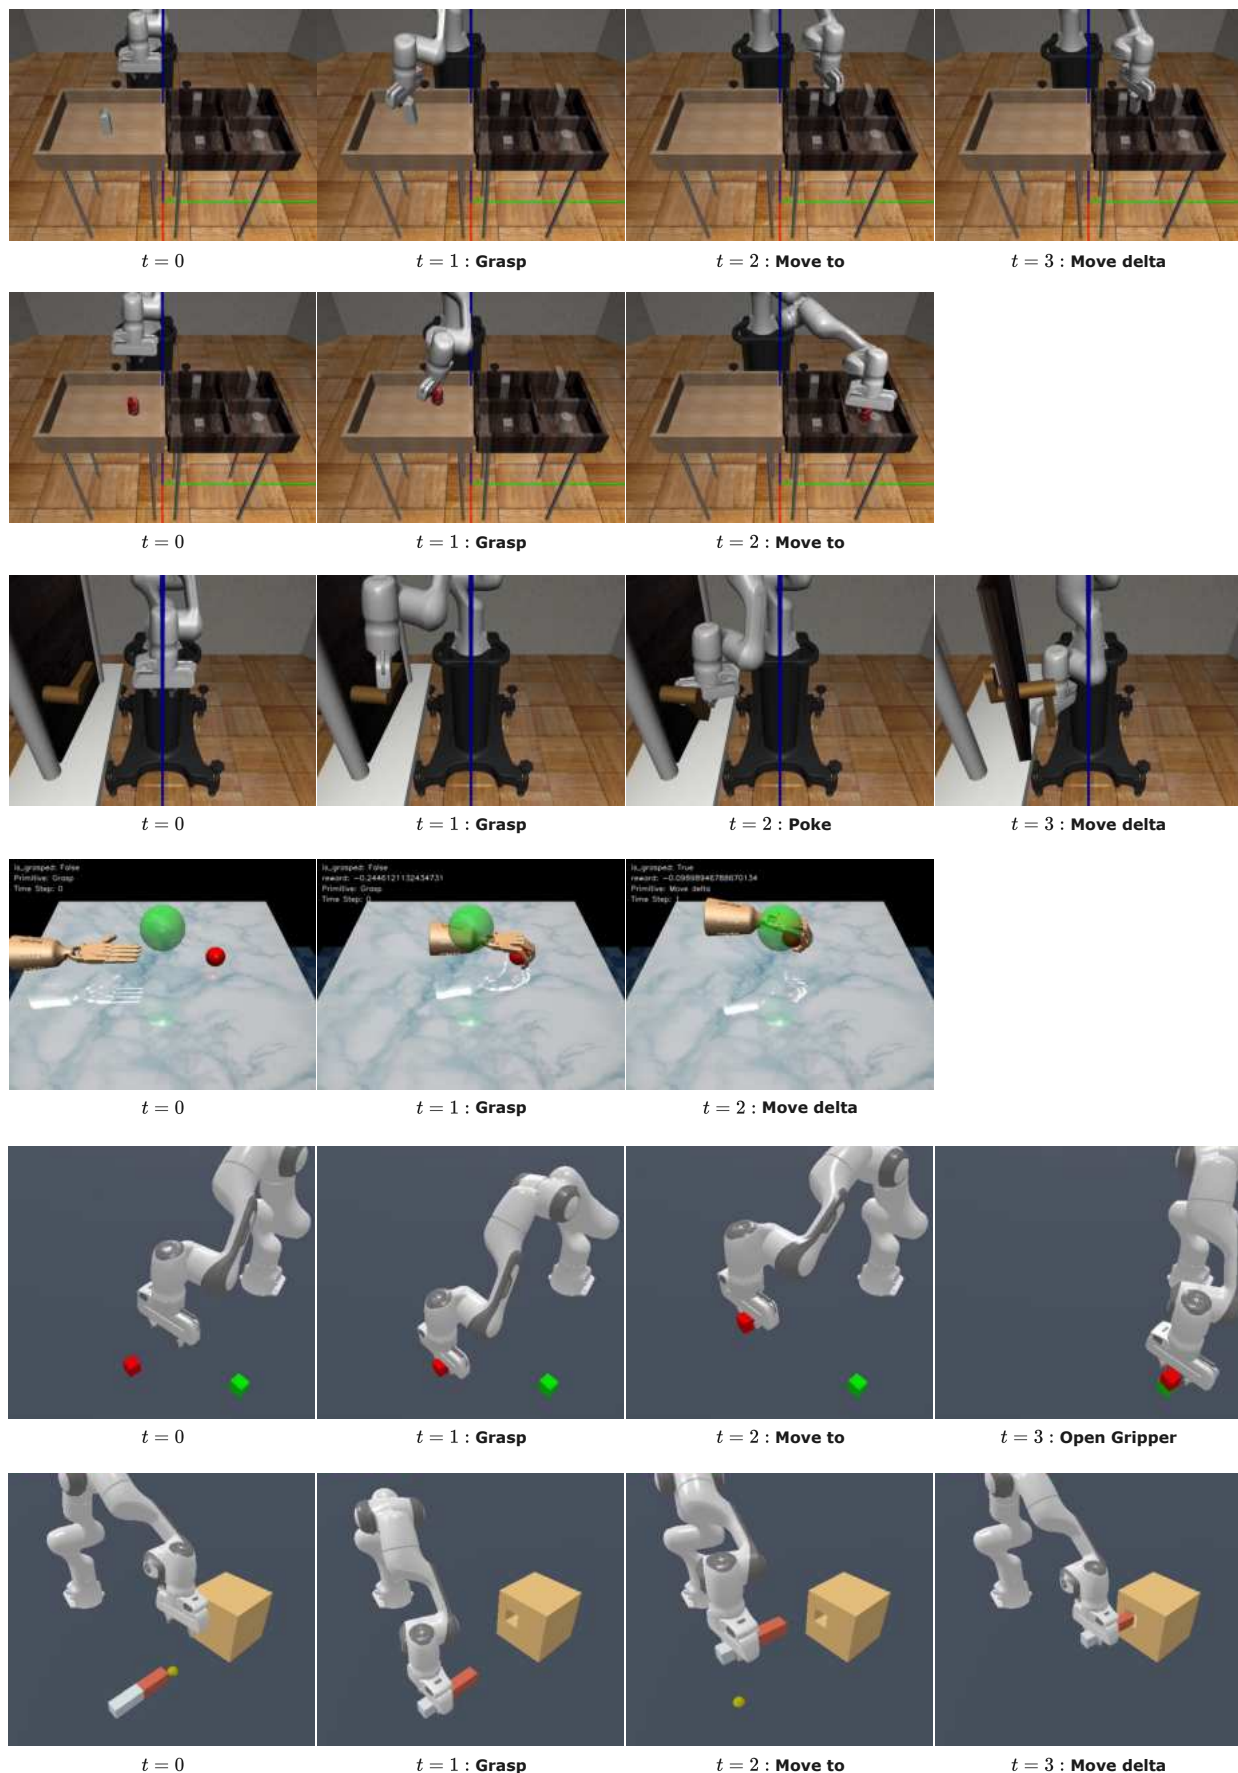 t = 0
t = 1 : Grasp
t = 2 : Move to
t = 3 : Move delta
t = 0
t = 1 : Grasp
t = 2 : Move to
t = 0
t = 1 : Grasp
t = 2 : Poke
t = 3 : Move delta
is_grasped: False
Primitive: Grasp
Time Step: 0
is_grasped: False
reward: -0.2446121132434731
Primitive: Grasp
Time Step: 0
is_grasped: True
Primitive: Move delta
Time Step: 1
t = 0
t = 1 : Grasp
t = 2 : Move delta
t = 0
t = 1 : Grasp
t = 2 : Move to
t = 3 : Open Gripper
t = 0
t = 1 : Grasp
t = 2 : Move to
t = 3 : Move delta